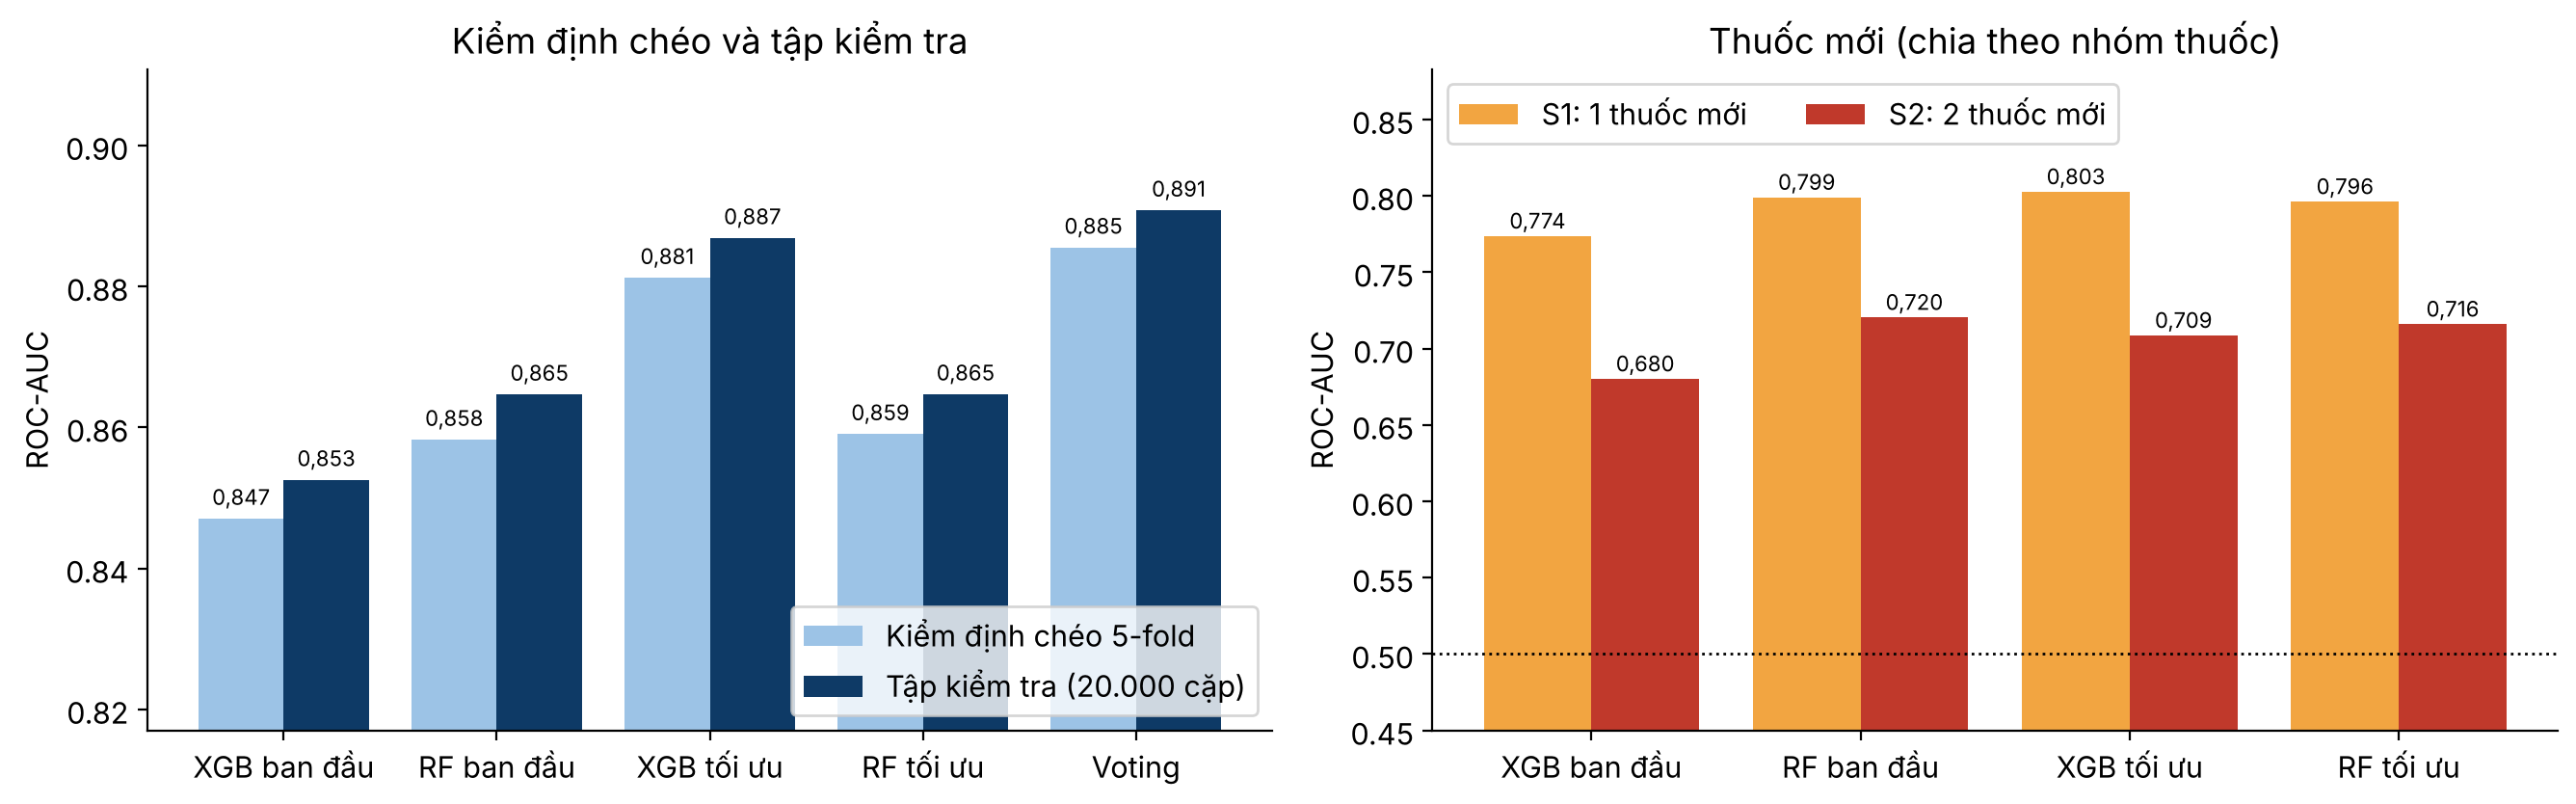 Kiểm định chéo và tập kiểm tra
ROC-AUC
0.90
0.88
0.86
0.84
0.82
0,847
0,853
0,858
0,865
0,881
0,887
0,859
0,865
0,885
0,891
Kiểm định chéo 5-fold
Tập kiểm tra (20.000 cặp)
XGB ban đầu
RF ban đầu
XGB tối ưu
RF tối ưu
Voting
Thuốc mới (chia theo nhóm thuốc)
S1: 1 thuốc mới
S2: 2 thuốc mới
ROC-AUC
0.85
0.80
0.75
0.70
0.65
0.60
0.55
0.50
0.45
0,774
0,680
0,799
0,720
0,803
0,709
0,796
0,716
XGB ban đầu
RF ban đầu
XGB tối ưu
RF tối ưu